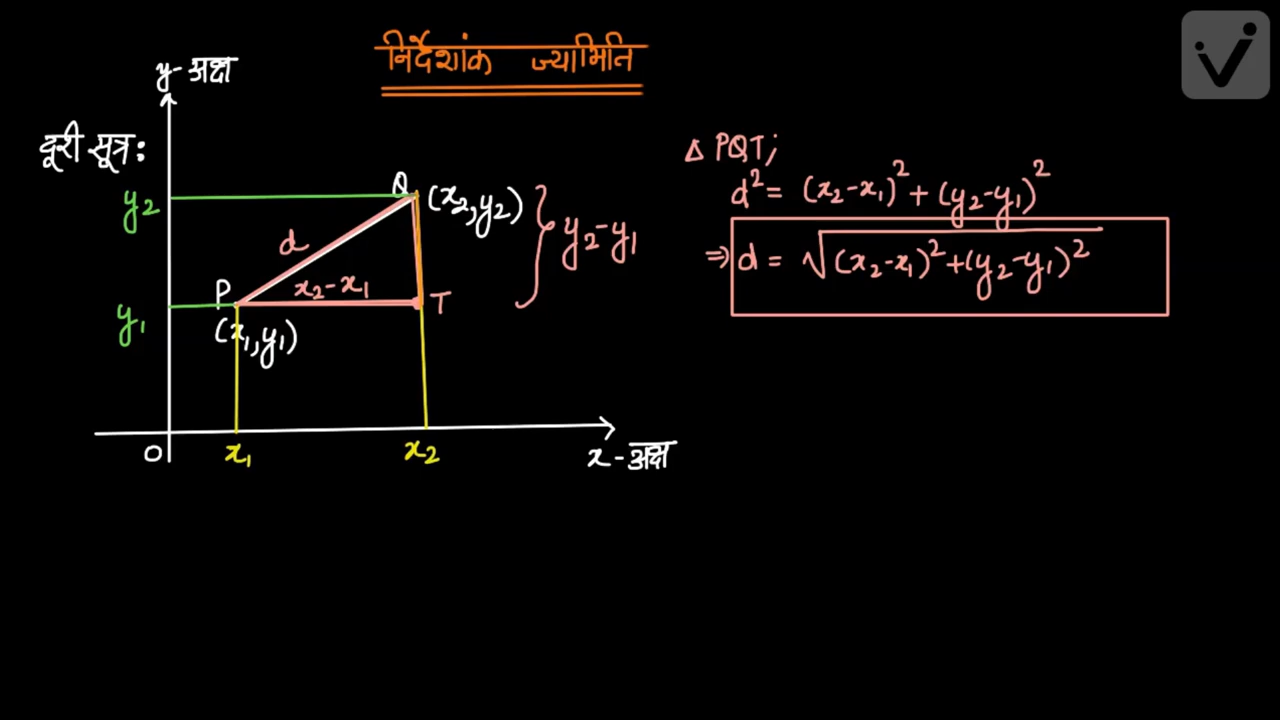 निर्देशांक ज्यामिति
y-अक्ष
दूरी सूत्र:
y₂
Q
(x₂,y₂)
} y₂-y₁
d
x₂-x₁
P
T
y₁
(x₁,y₁)
O
x₁
x₂
x-अक्ष
Δ PQT;
d² = (x₂-x₁)² + (y₂-y₁)²
⇒ d = √(x₂-x₁)²+(y₂-y₁)²